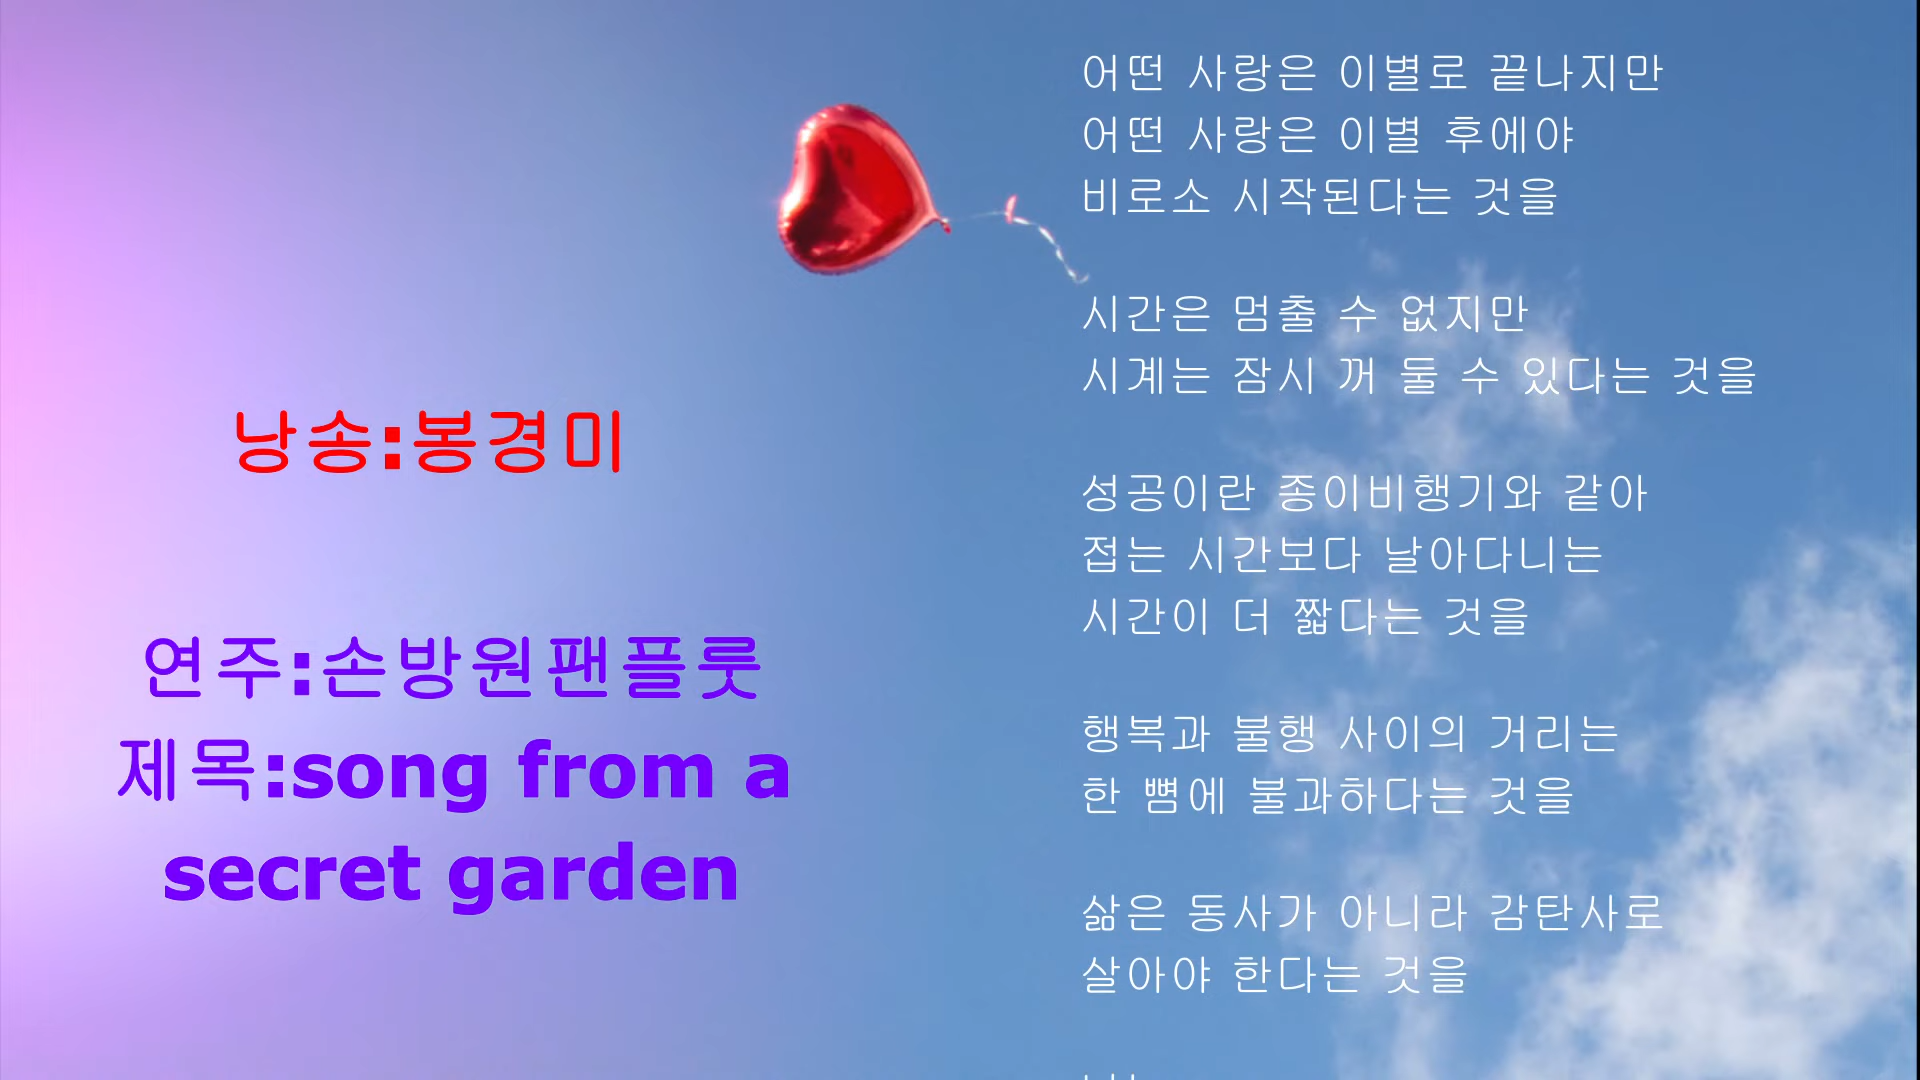 낭송:봉경미
연주:손방원팬플룻
제목:song from a
secret garden
어떤 사랑은 이별로 끝나지만
어떤 사랑은 이별 후에야
비로소 시작된다는 것을
시간은 멈출 수 없지만
시계는 잠시 꺼 둘 수 있다는 것을
성공이란 종이비행기와 같아
접는 시간보다 날아다니는
시간이 더 짧다는 것을
행복과 불행 사이의 거리는
한 뼘에 불과하다는 것을
삶은 동사가 아니라 감탄사로
살아야 한다는 것을